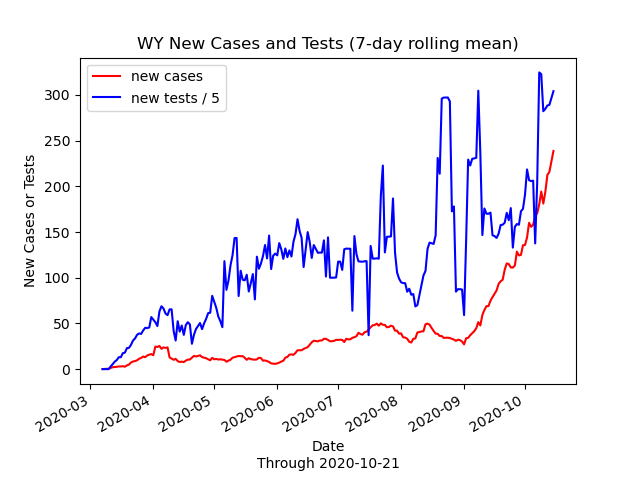 WY New Cases and Tests (7-day rolling mean)
new cases
new tests / 5
New Cases or Tests
300
250
200
150
100
50
0
2020-03
2020-04
2020-05
2020-06
2020-07
2020-08
2020-09
2020-10
Date
Through 2020-10-21